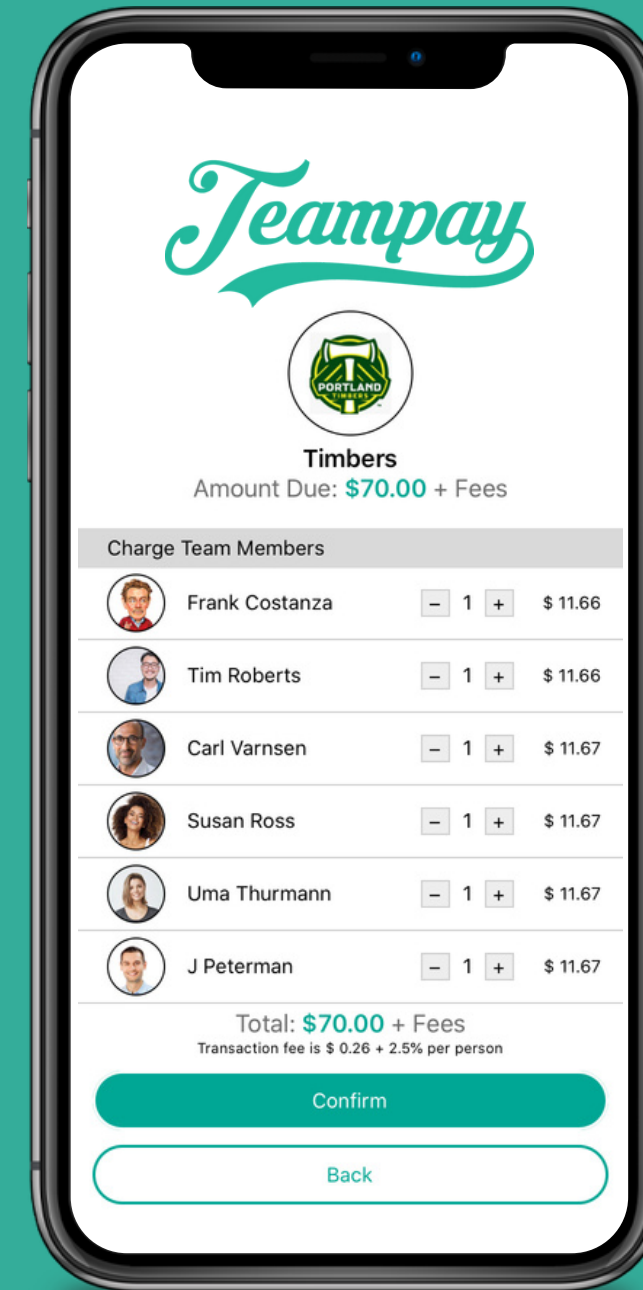 Teampay
PORTLAND
TIMBERS
Timbers
Amount Due: $70.00 + Fees
Charge Team Members
Frank Costanza − 1 + $ 11.66
Tim Roberts − 1 + $ 11.66
Carl Varnsen − 1 + $ 11.67
Susan Ross − 1 + $ 11.67
Uma Thurmann − 1 + $ 11.67
J Peterman − 1 + $ 11.67
Total: $70.00 + Fees
Transaction fee is $ 0.26 + 2.5% per person
Confirm
Back